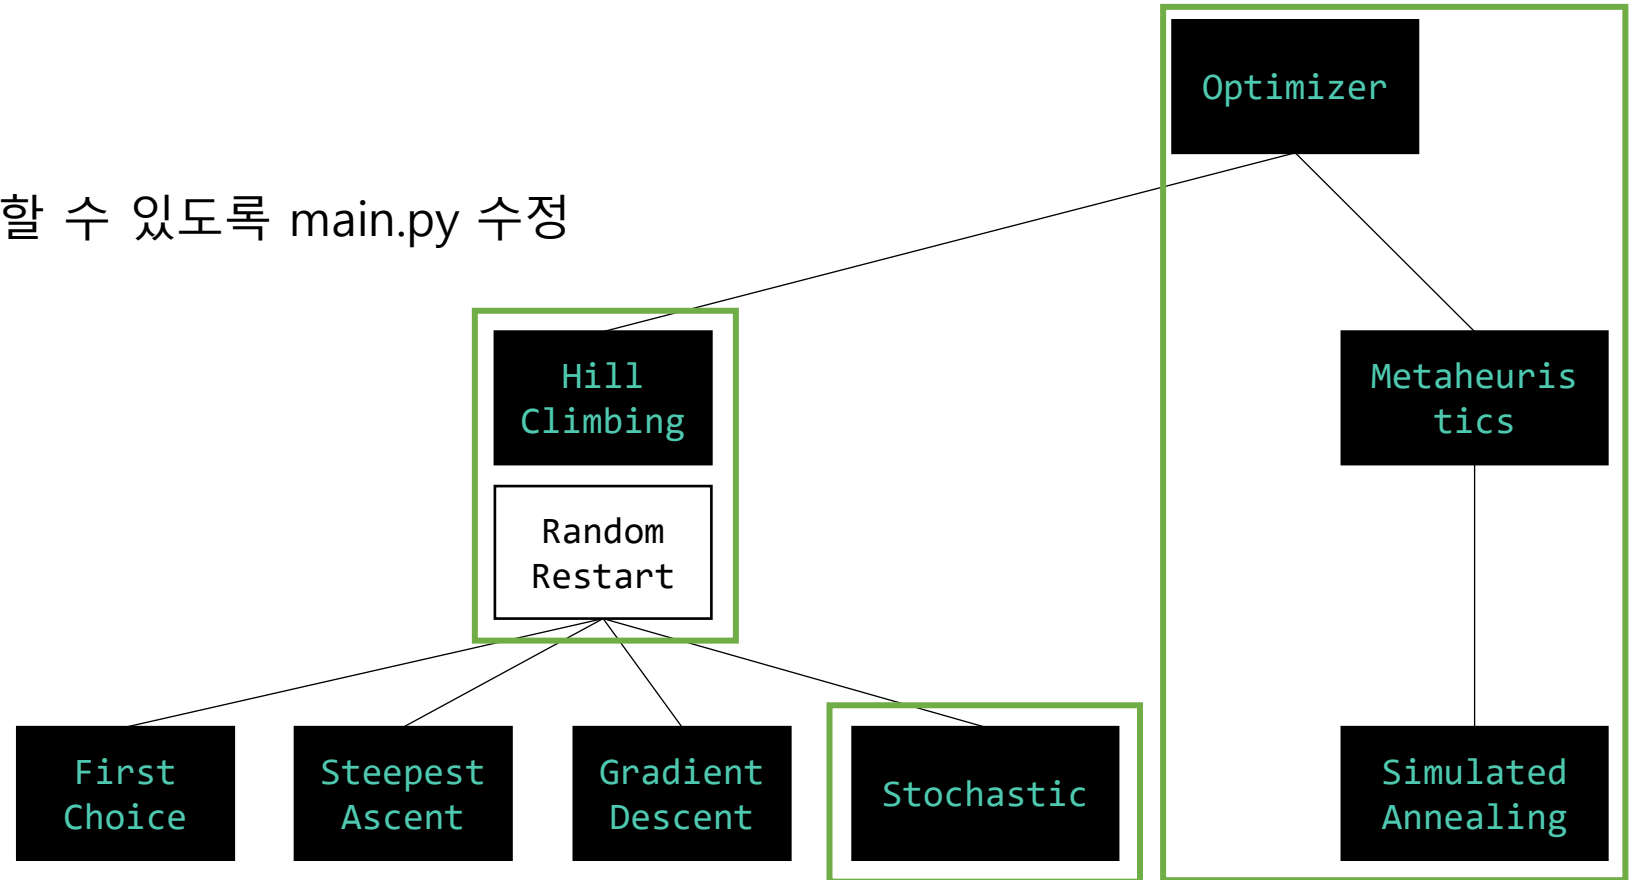 Optimizer
할 수 있도록 main.py 수정
Hill
Climbing
Metaheuris
tics
Random
Restart
First
Choice
Steepest
Ascent
Gradient
Descent
Stochastic
Simulated
Annealing